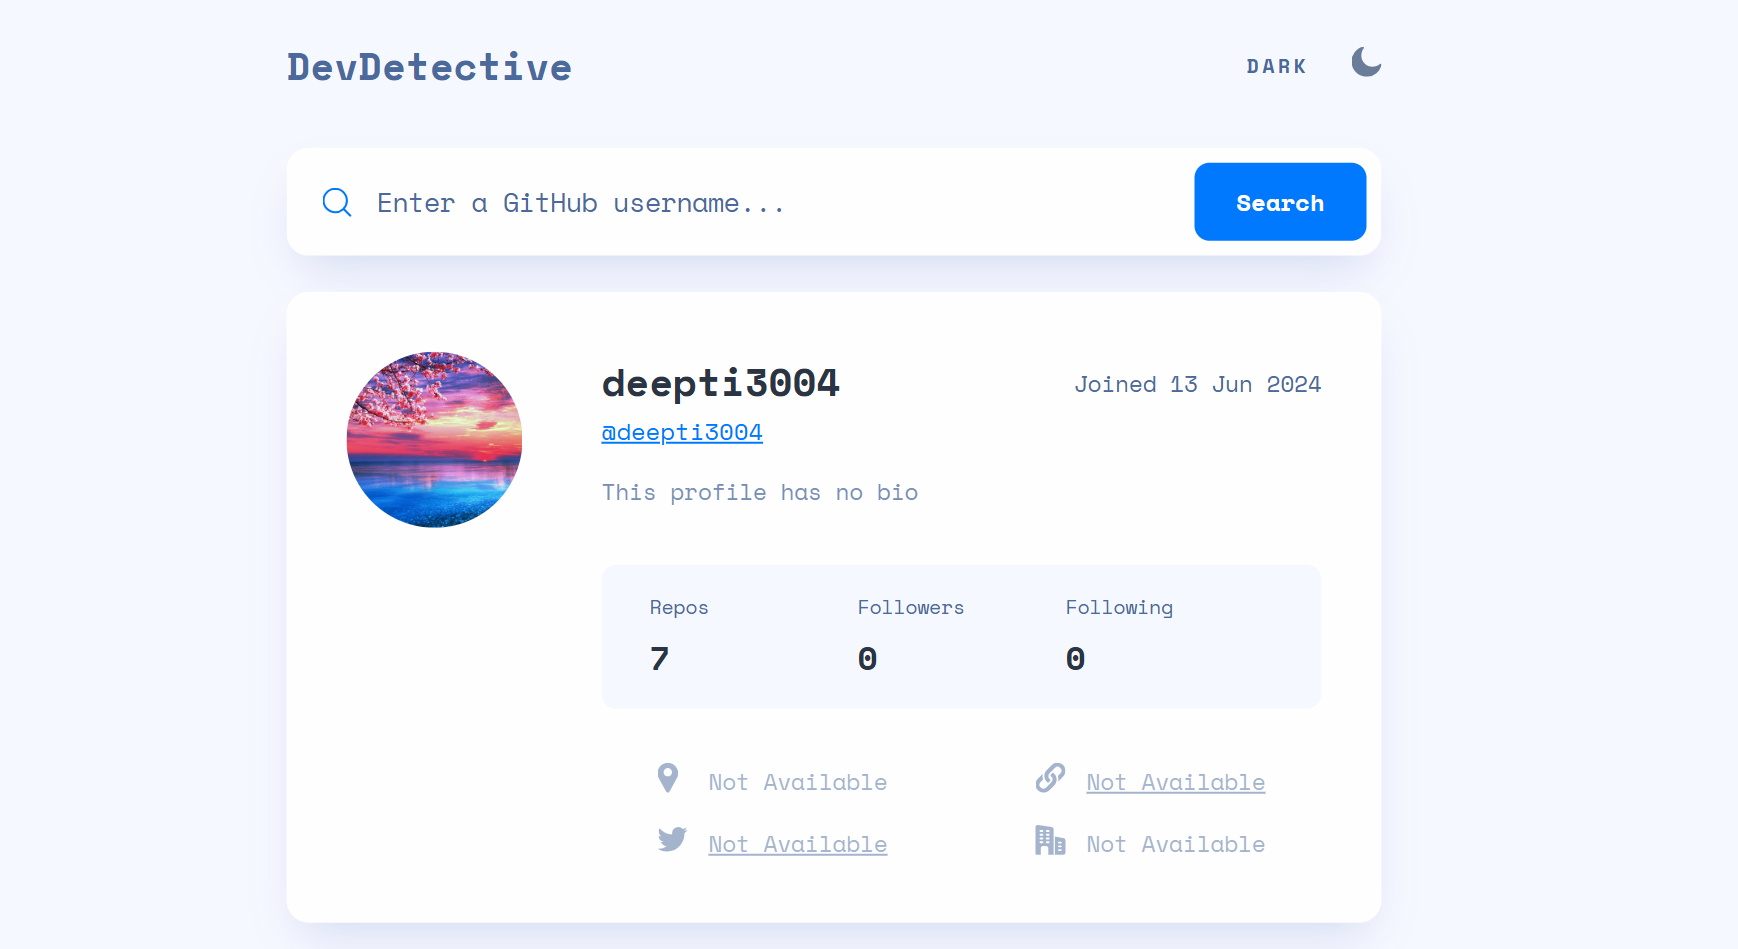 DevDetective
DARK
Enter a GitHub username...
Search
deepti3004
Joined 13 Jun 2024
@deepti3004
This profile has no bio
Repos Followers Following
7 0 0
Not Available Not Available
Not Available Not Available